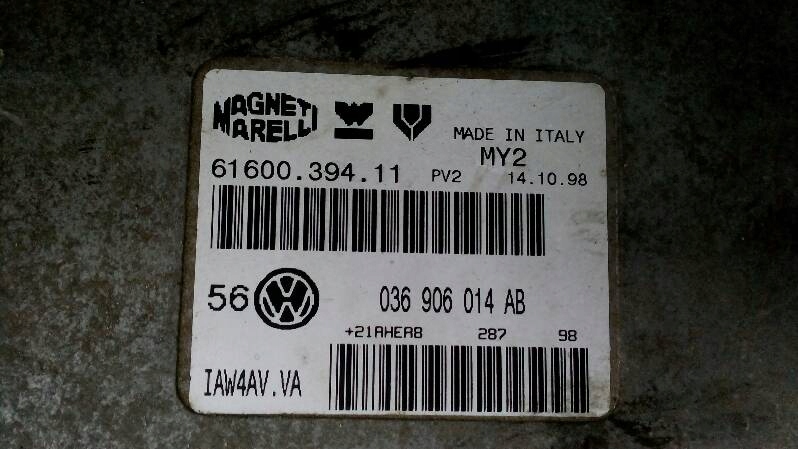 MAGNETI
MARELLI
MADE IN ITALY
MY2
61600.394.11 PV2 14.10.98
56 036 906 014 AB
+21AHEA8 287 98
IAW4AV.VA